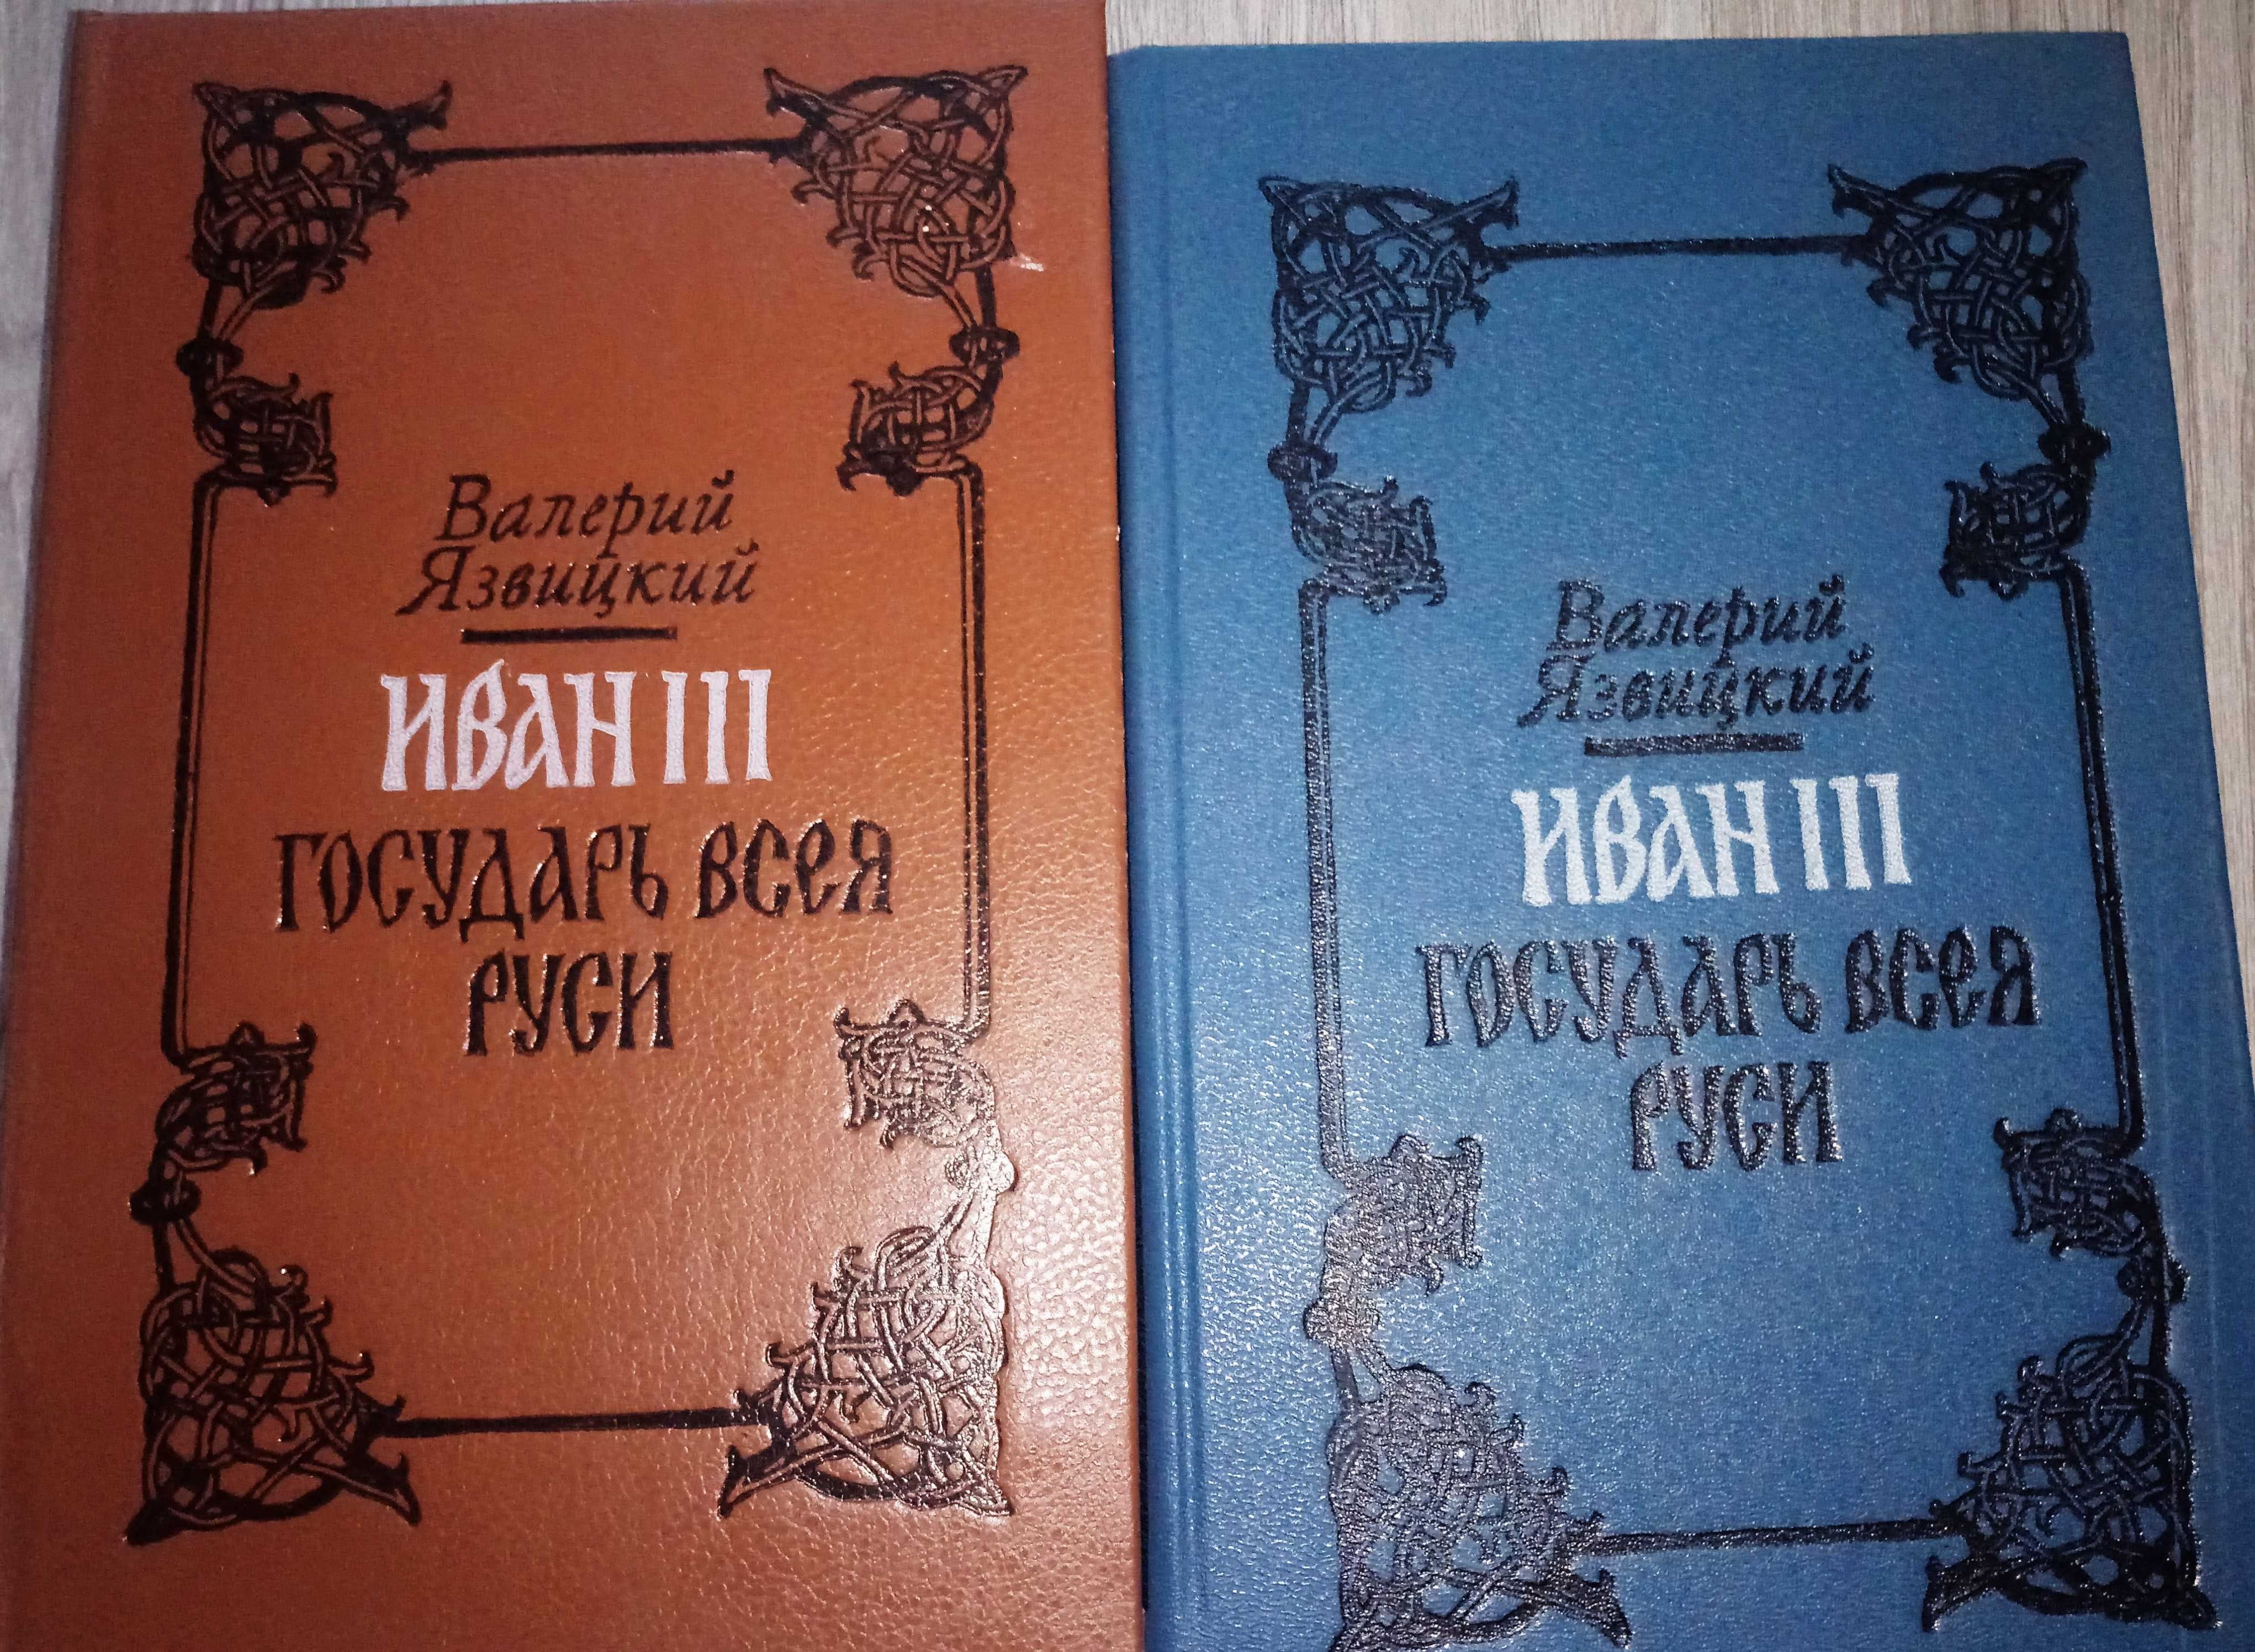 Валерий
Язвицкий
ИВАН III
ГОСУДАРЬ ВСЕЯ
РУСИ
Валерий
Язвицкий
ИВАН III
ГОСУДАРЬ ВСЕЯ
РУСИ